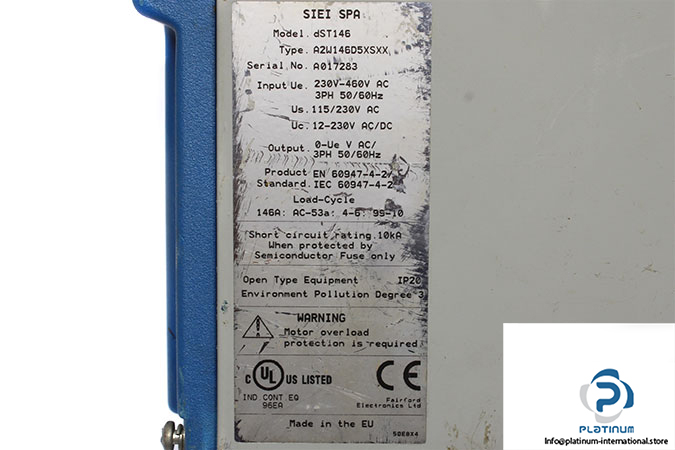 SIEI SPA
Model. dST146
Type. A2W146D5XSXX
Serial No. A017283
Input Ue. 230V-460V AC
3PH 50/60Hz
Us. 115/230V AC
Uc. 12-230V AC/DC
Output. 0-Ue V AC/
3PH 50/60Hz
Product EN 60947-4-2
Standard. IEC 60947-4-2
Load-Cycle
146A: AC-53a: 4-6: 99-10
Short circuit rating.10kA
When protected by
Semiconductor Fuse only
Open Type Equipment IP20
Environment Pollution Degree 3
WARNING
Motor overload
protection is required
C UL US LISTED
IND CONT EQ
96EA
CE
Fairford
Electronics Ltd
Made in the EU
50E8X4
PLATINUM
Info@platinum-international.store